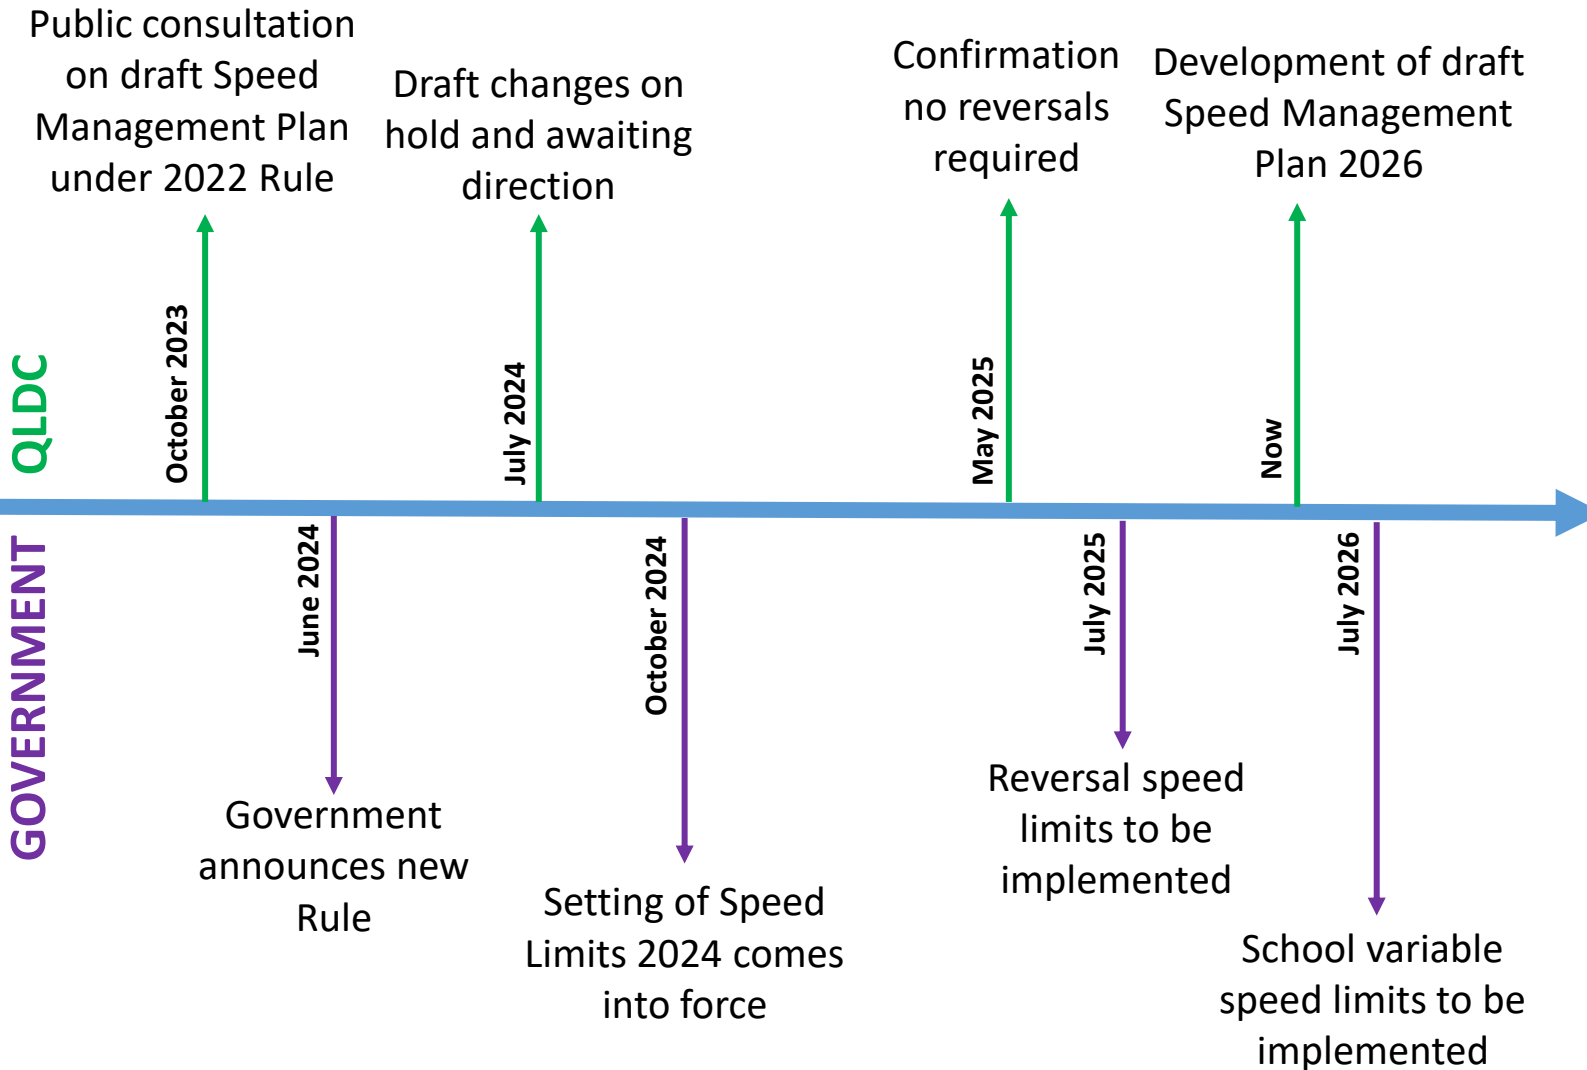 QLDC
Public consultation
on draft Speed
Management Plan
under 2022 Rule
October 2023
Draft changes on
hold and awaiting
direction
July 2024
Confirmation
no reversals
required
May 2025
Development of draft
Speed Management
Plan 2026
Now
GOVERNMENT
June 2024
Government
announces new
Rule
October 2024
Setting of Speed
Limits 2024 comes
into force
July 2025
Reversal speed
limits to be
implemented
July 2026
School variable
speed limits to be
implemented